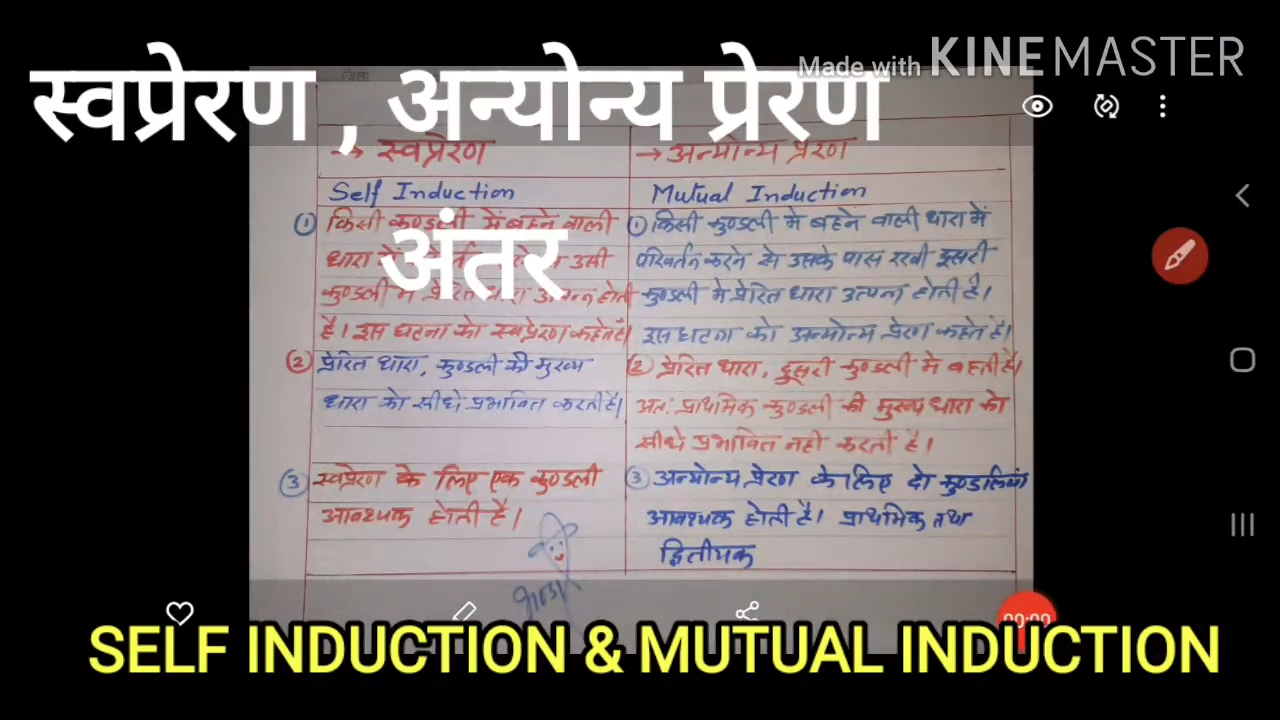 Made with KINEMASTER
स्वप्रेरण , अन्योन्य प्रेरण
अंतर
जिला
→ स्वप्रेरण
Self Induction
① किसी कुण्डली में बहने वाली
धारा उसी
कुण्डली में प्रेरित धारा उत्पन्न होती
है। इस घटना को स्वप्रेरण कहते हैं।
② प्रेरित धारा, कुण्डली की मुख्य
धारा को सीधे प्रभावित करती है।
③ स्वप्रेरण के लिए एक कुण्डली
आवश्यक होती है।
→ अन्योन्य प्रेरण
Mutual Induction
① किसी कुण्डली मे बहने वाली धारा में
परिवर्तन करने से उसके पास रखी दूसरी
कुण्डली मे प्रेरित धारा उत्पन्न होती है।
इस घटना को अन्योन्य प्रेरण कहते है।
② प्रेरित धारा, दूसरी कुण्डली मे बहती है।
अतः प्राथमिक कुण्डली की मुख्य धारा को
सीधे प्रभावित नही करती है।
③ अन्योन्य प्रेरण के लिए दो कुण्डलियां
आवश्यक होती है। प्राथमिक तथा
द्वितीयक
00:00
SELF INDUCTION & MUTUAL INDUCTION